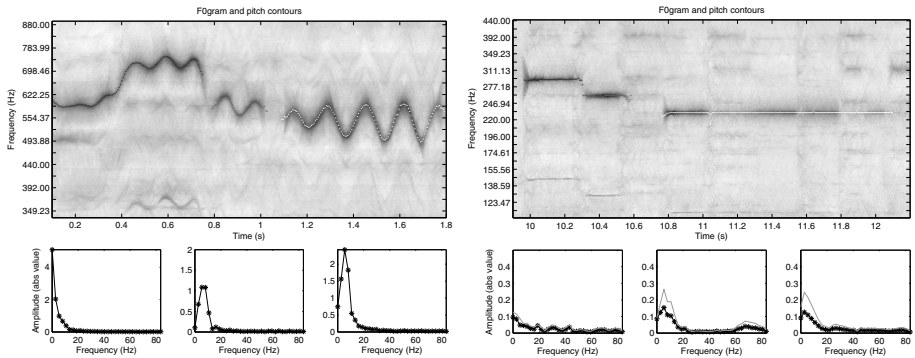 F0gram and pitch contours
880.00
783.99
698.46
622.25
554.37
493.88
440.00
392.00
349.23
Frequency (Hz)
0.2 0.4 0.6 0.8 1 1.2 1.4 1.6 1.8
Time (s)
F0gram and pitch contours
440.00
392.00
349.23
311.13
277.18
246.94
220.00
196.00
174.61
155.56
138.59
123.47
Frequency (Hz)
10 10.2 10.4 10.6 10.8 11 11.2 11.4 11.6 11.8 12
Time (s)
Amplitude (abs value)
5
4
3
2
1
0
0 20 40 60 80
Frequency (Hz)
2
1.5
1
0.5
0
0 20 40 60 80
Frequency (Hz)
2
1.5
1
0.5
0
0 20 40 60 80
Frequency (Hz)
Amplitude (abs value)
0.4
0.2
0
0 20 40 60 80
Frequency (Hz)
0.4
0.2
0
0 20 40 60 80
Frequency (Hz)
0.4
0.2
0
0 20 40 60 80
Frequency (Hz)